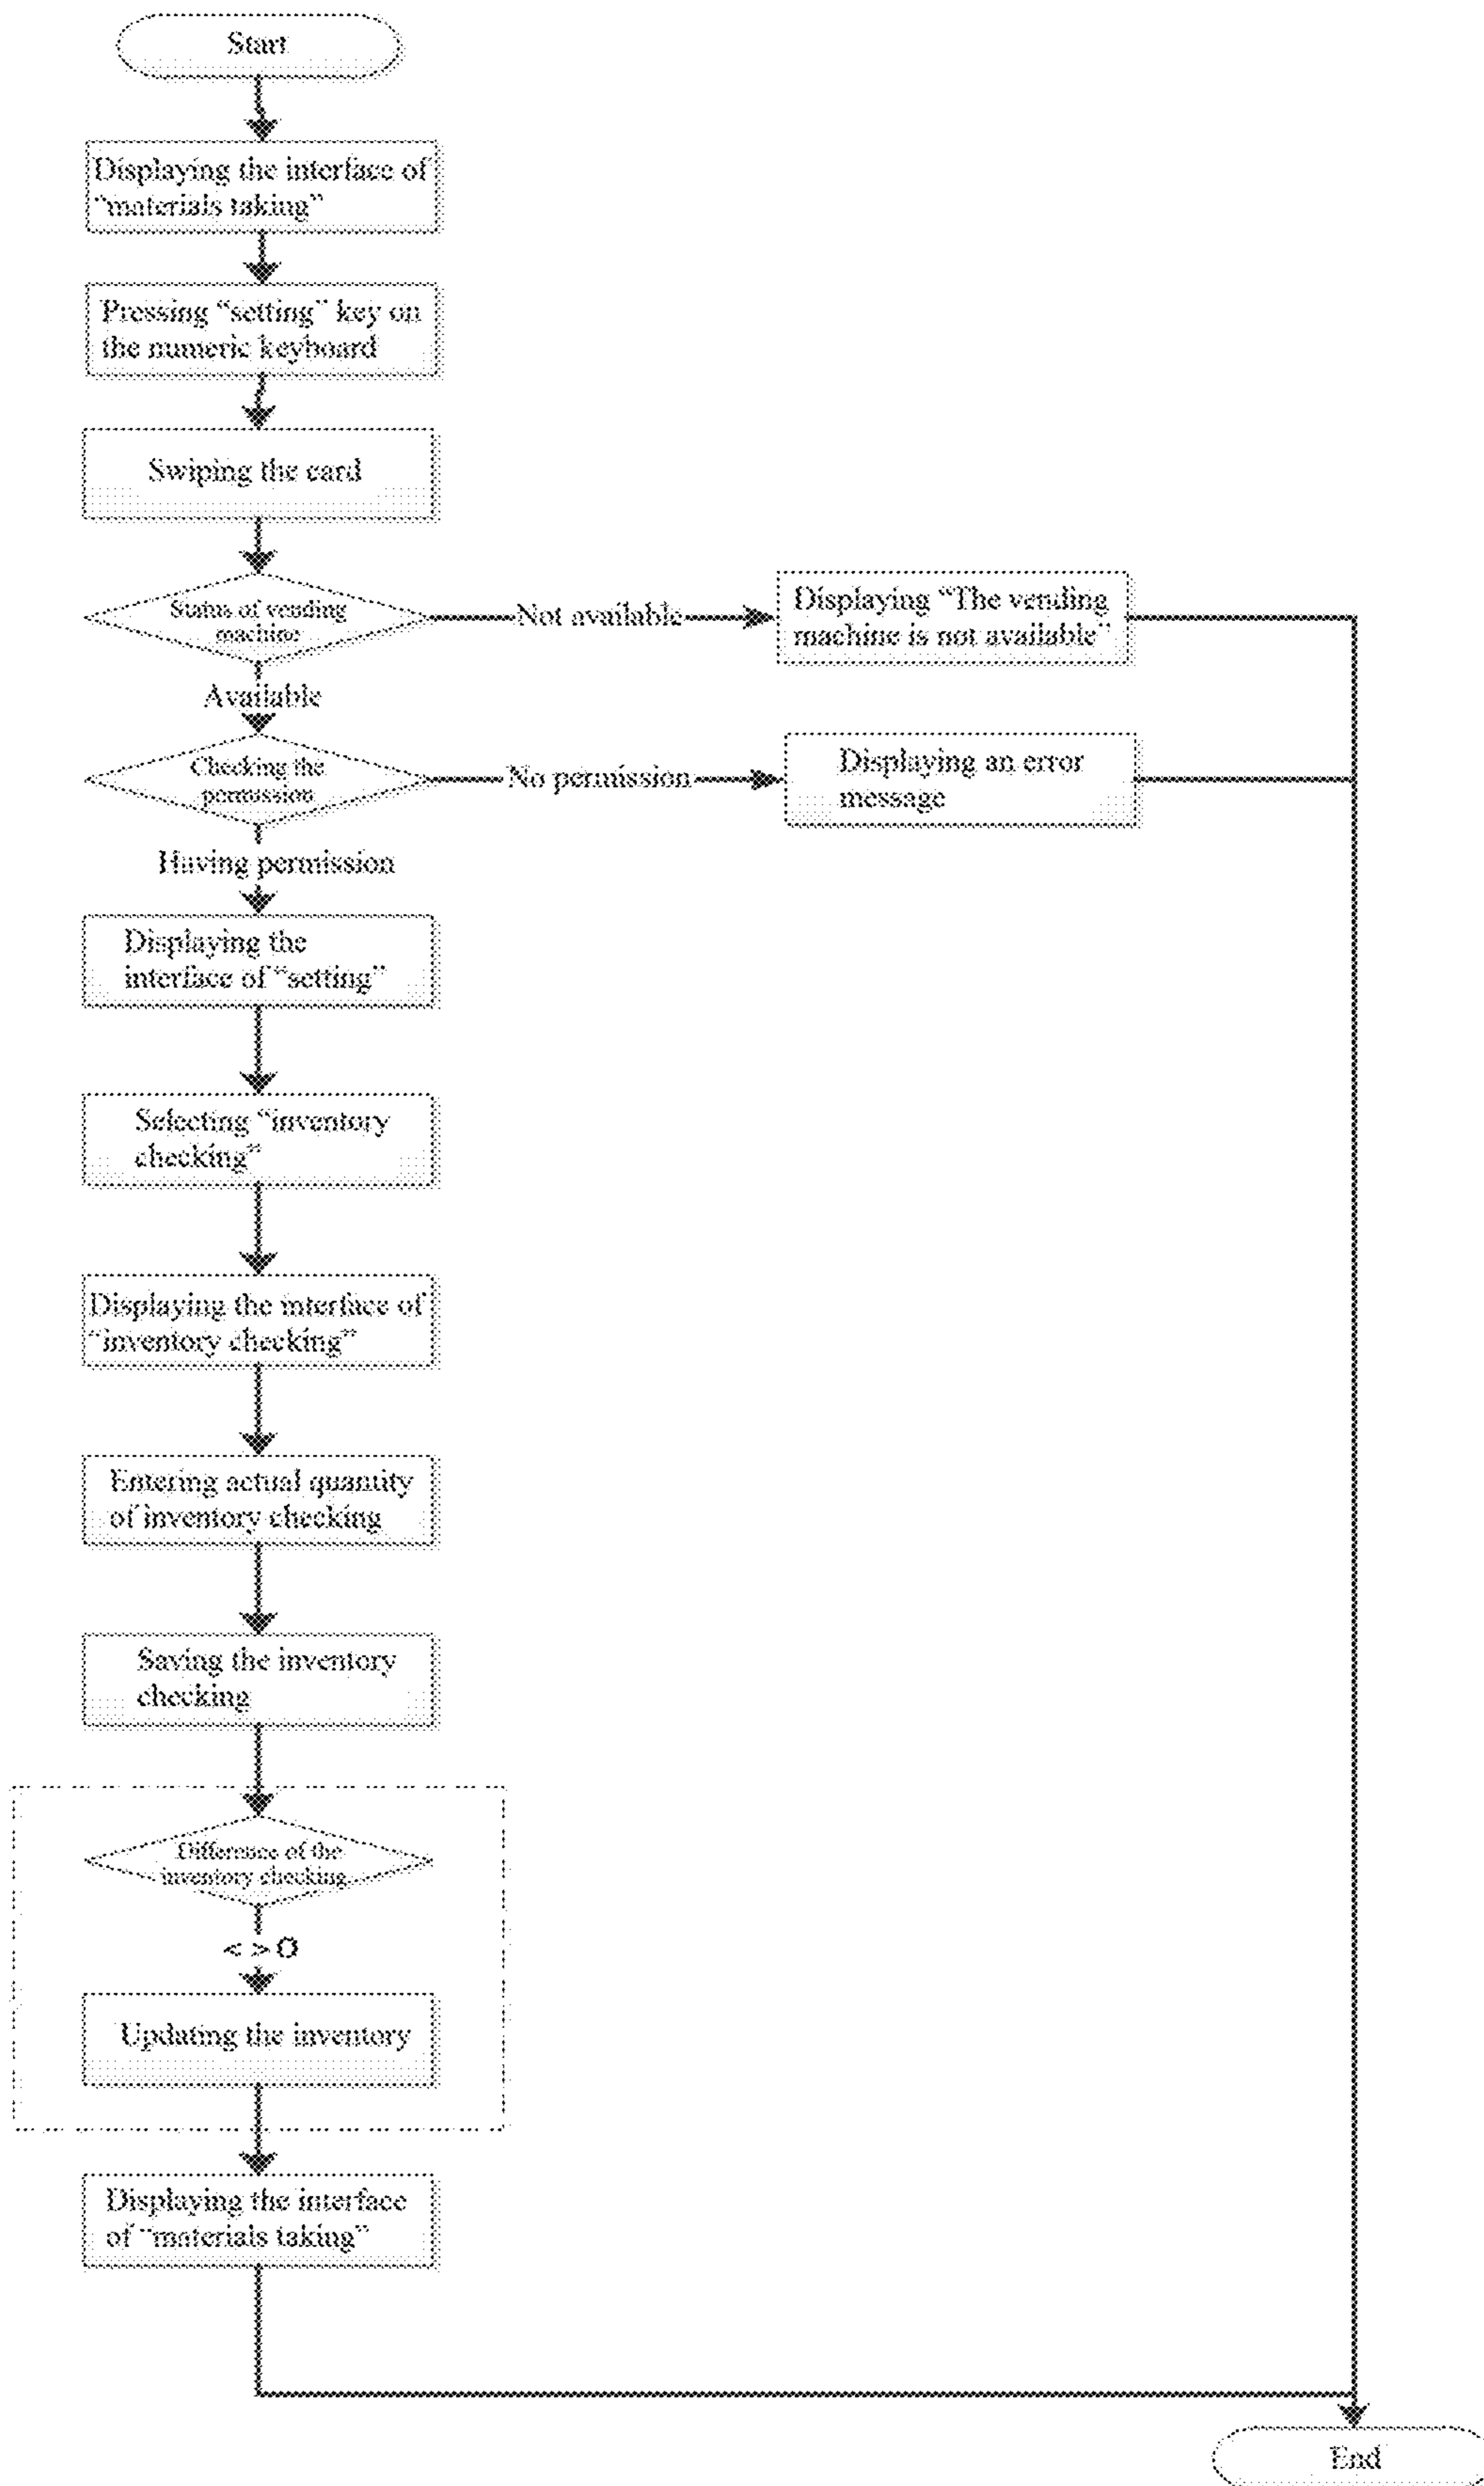 Start
Displaying the interface of
“materials taking”
Pressing “setting” key on
the numeric keyboard
Swiping the card
Status of vending
machine
Not available
Displaying “The vending
machine is not available”
Available
Checking the
permission
No permission
Displaying an error
message
Having permission
Displaying the
interface of “setting”
Selecting “inventory
checking”
Displaying the interface of
“inventory checking”
Entering actual quantity
of inventory checking
Saving the inventory
checking
Difference of the
inventory checking
< > O
Updating the inventory
Displaying the interface
of “materials taking”
End